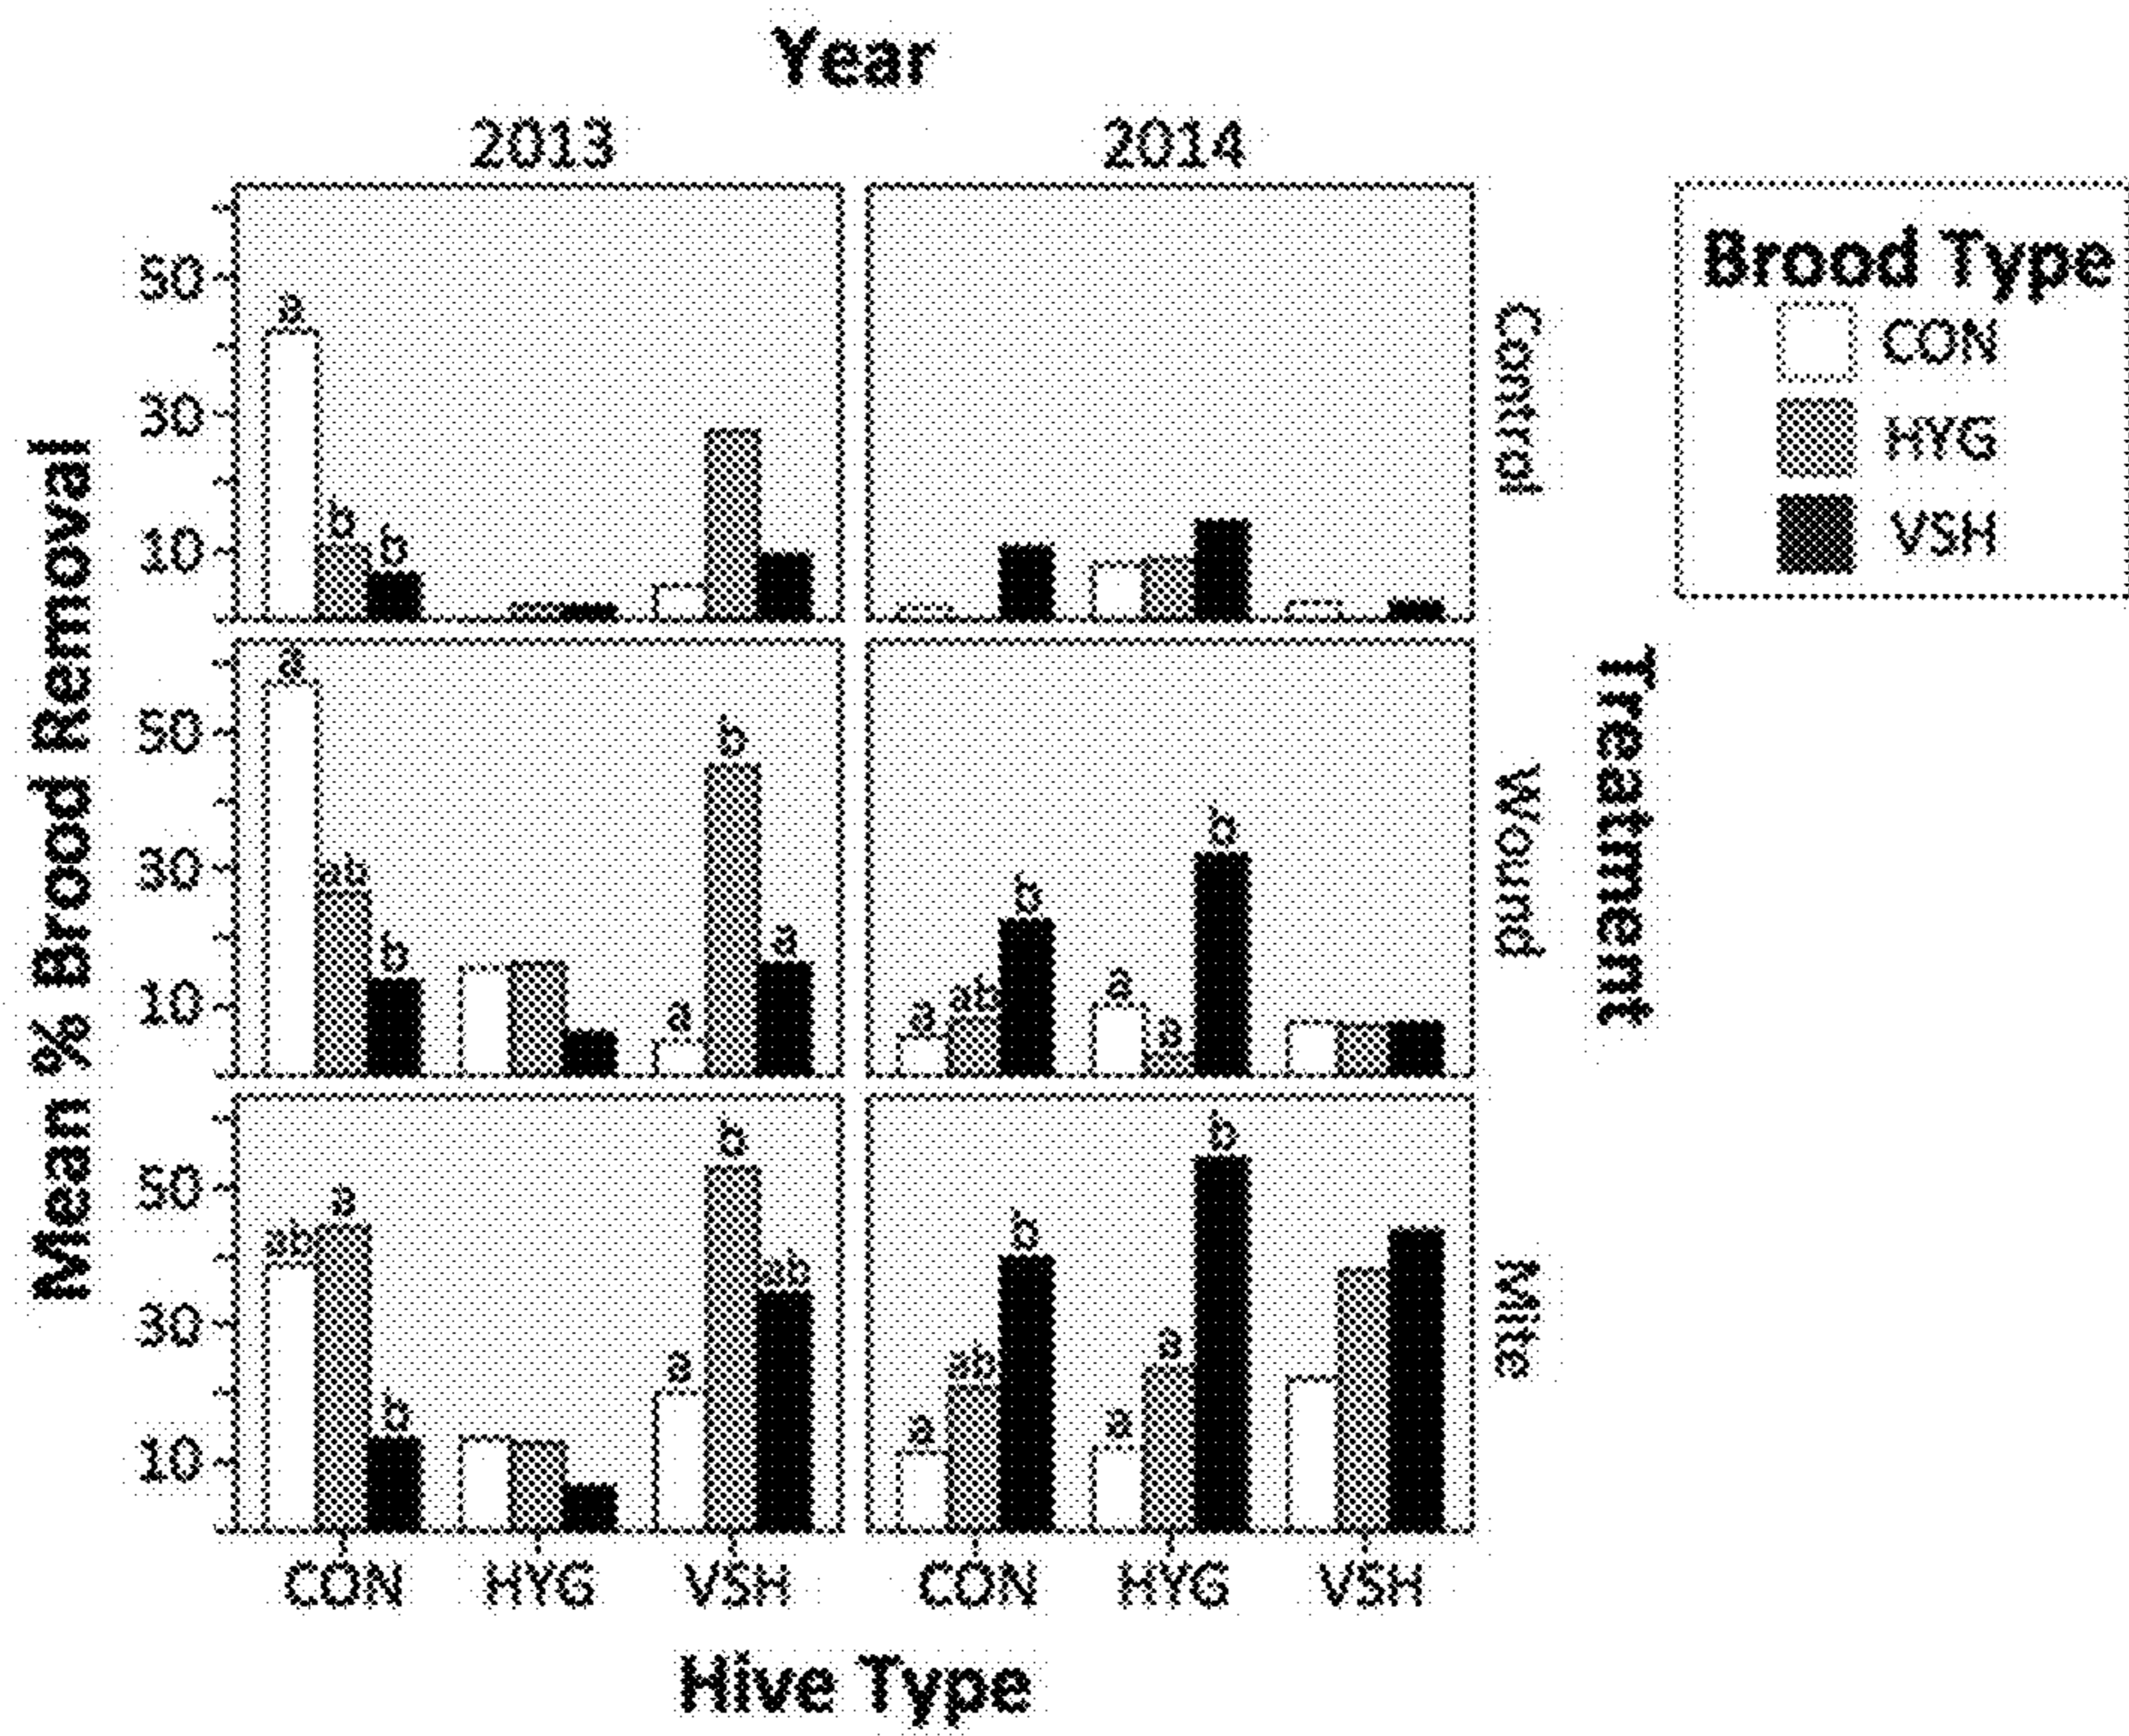 Year
2013 2014
Brood Type
CON
HYG
VSH
Mean % Brood Removal
Treatment
50
30
10
a
b
b
Control
50
30
10
a
ab
b
a
b
a
a
ab
b
a
a
b
Wound
50
30
10
ab
a
b
a
b
ab
a
ab
b
a
a
b
Mite
CON HYG VSH CON HYG VSH
Hive Type